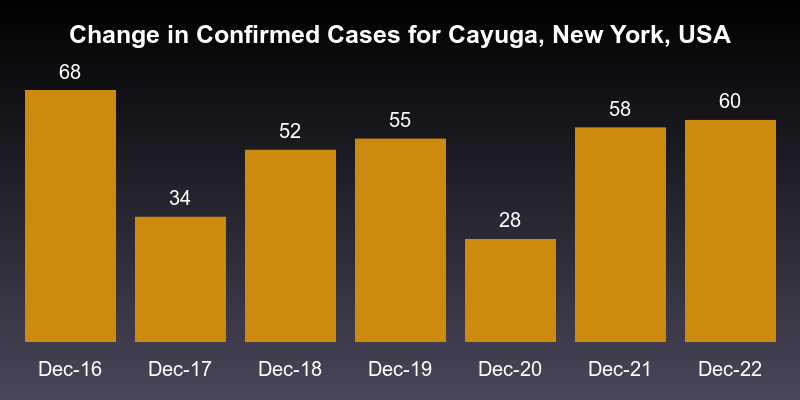 Change in Confirmed Cases for Cayuga, New York, USA
68
34
52
55
28
58
60
Dec-16
Dec-17
Dec-18
Dec-19
Dec-20
Dec-21
Dec-22